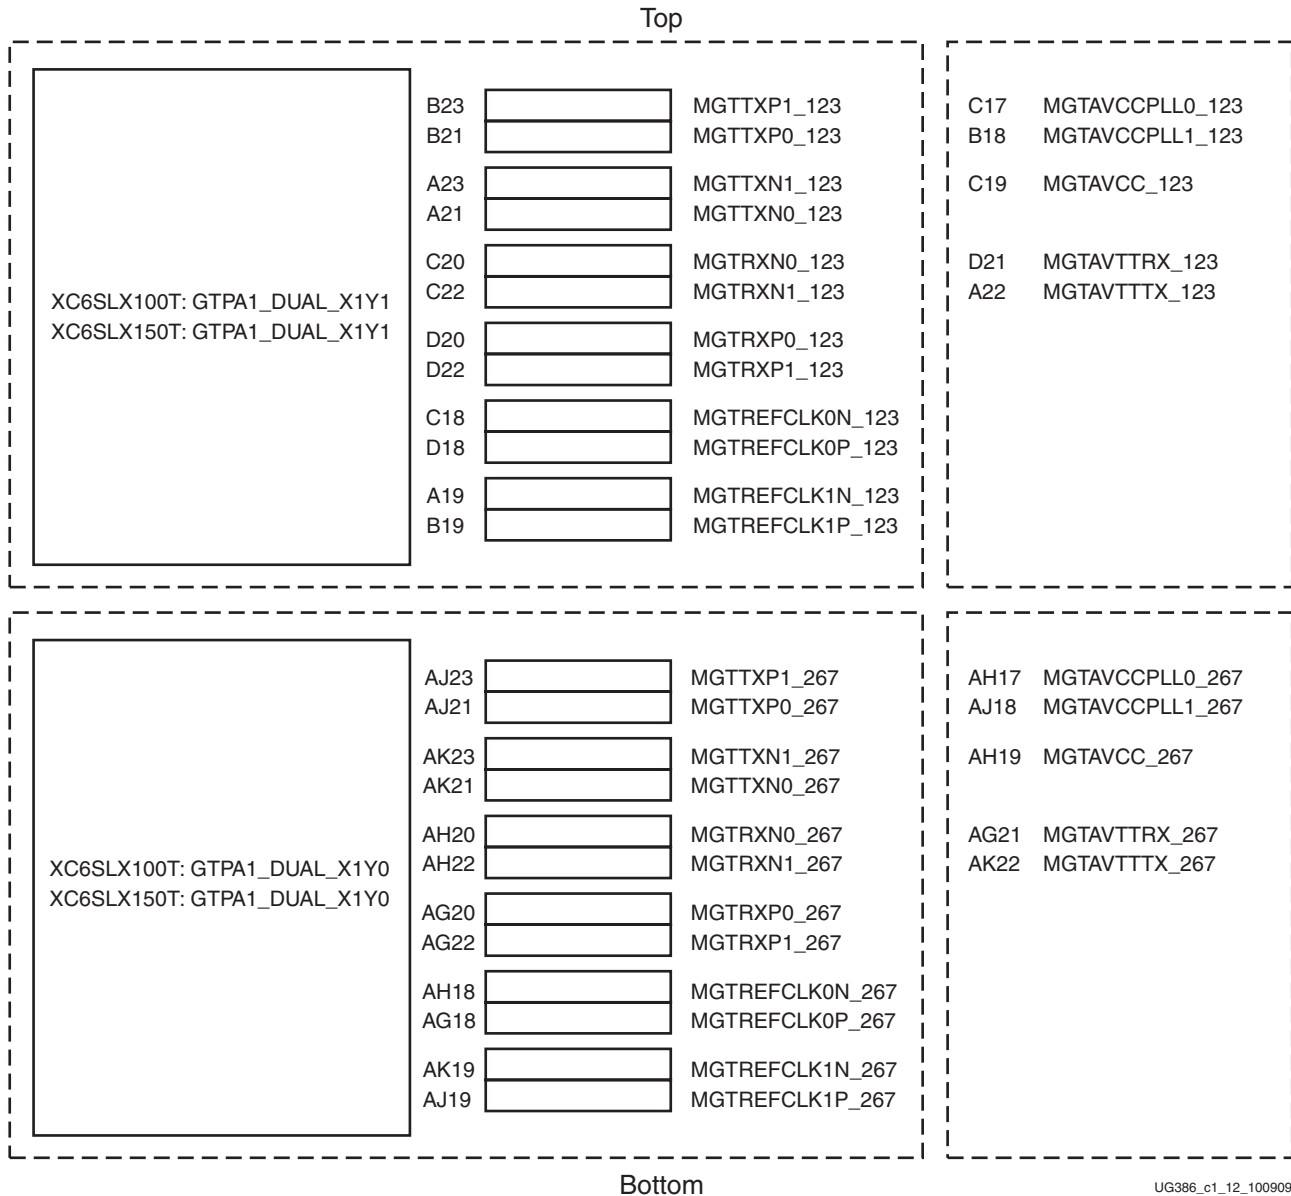 Top
B23 MGTTXP1_123
B21 MGTTXP0_123
A23 MGTTXN1_123
A21 MGTTXN0_123
C20 MGTRXN0_123
C22 MGTRXN1_123
D20 MGTRXP0_123
D22 MGTRXP1_123
C18 MGTREFCLK0N_123
D18 MGTREFCLK0P_123
A19 MGTREFCLK1N_123
B19 MGTREFCLK1P_123
XC6SLX100T: GTPA1_DUAL_X1Y1
XC6SLX150T: GTPA1_DUAL_X1Y1
C17 MGTAVCCPLL0_123
B18 MGTAVCCPLL1_123
C19 MGTAVCC_123
D21 MGTAVTTRX_123
A22 MGTAVTTTX_123
AJ23 MGTTXP1_267
AJ21 MGTTXP0_267
AK23 MGTTXN1_267
AK21 MGTTXN0_267
AH20 MGTRXN0_267
AH22 MGTRXN1_267
AG20 MGTRXP0_267
AG22 MGTRXP1_267
AH18 MGTREFCLK0N_267
AG18 MGTREFCLK0P_267
AK19 MGTREFCLK1N_267
AJ19 MGTREFCLK1P_267
XC6SLX100T: GTPA1_DUAL_X1Y0
XC6SLX150T: GTPA1_DUAL_X1Y0
AH17 MGTAVCCPLL0_267
AJ18 MGTAVCCPLL1_267
AH19 MGTAVCC_267
AG21 MGTAVTTRX_267
AK22 MGTAVTTTX_267
Bottom
UG386_c1_12_100909